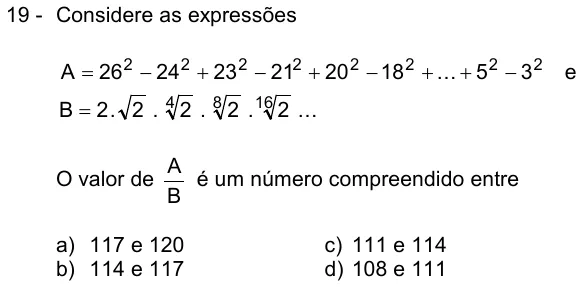 19 - Considere as expressões
A = 26² − 24² + 23² − 21² + 20² − 18² + ... + 5² − 3² e
B = 2.√2 . ⁴√2 . ⁸√2 . ¹⁶√2 ...
O valor de A/B é um número compreendido entre
a) 117 e 120 c) 111 e 114
b) 114 e 117 d) 108 e 111